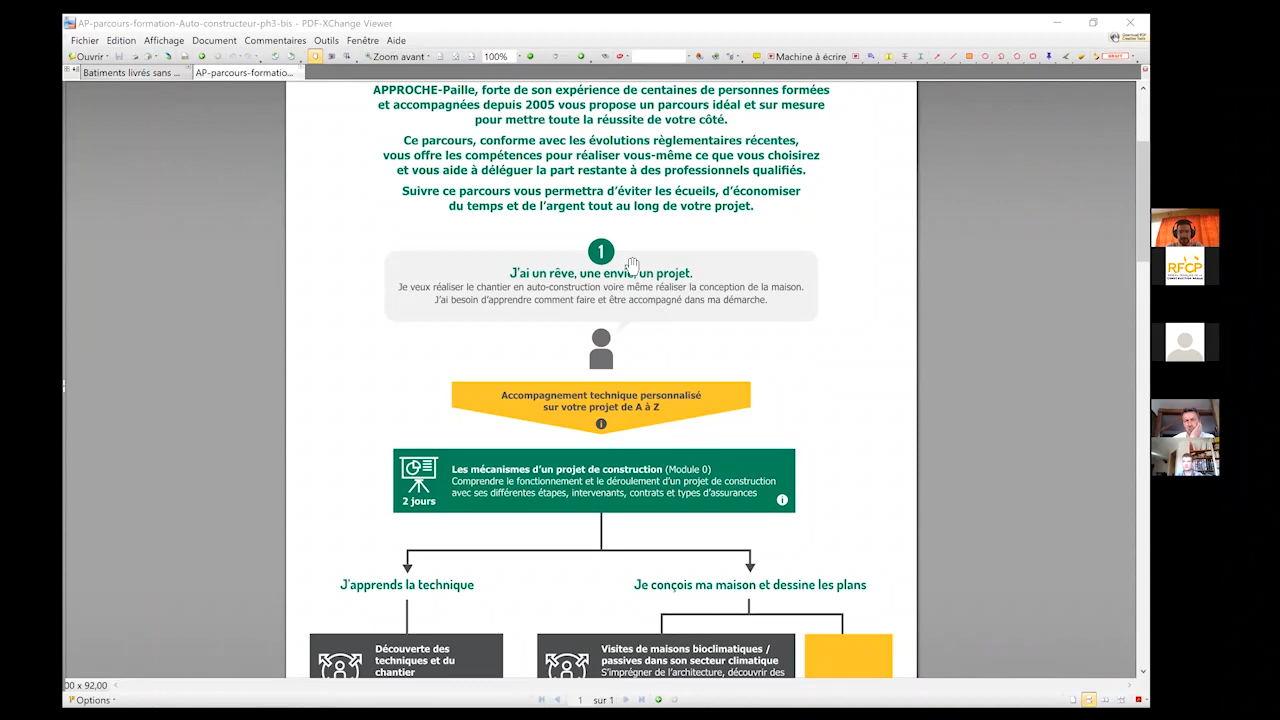 AP-parcours-formation-Auto-constructeur-ph3-bis - PDF-XChange Viewer
Fichier Edition Affichage Document Commentaires Outils Fenêtre Aide
Ouvrir Zoom avant 100% Machine à écrire
Batiments livrés sans ... AP-parcours-formatio...
APPROCHE-Paille, forte de son expérience de centaines de personnes formées
et accompagnées depuis 2005 vous propose un parcours idéal et sur mesure
pour mettre toute la réussite de votre côté.
Ce parcours, conforme avec les évolutions règlementaires récentes,
vous offre les compétences pour réaliser vous-même ce que vous choisirez
et vous aide à déléguer la part restante à des professionnels qualifiés.
Suivre ce parcours vous permettra d'éviter les écueils, d'économiser
du temps et de l'argent tout au long de votre projet.
1
J'ai un rêve, une envie, un projet.
Je veux réaliser le chantier en auto-construction voire même réaliser la conception de la maison.
J'ai besoin d'apprendre comment faire et être accompagné dans ma démarche.
RFCP
Accompagnement technique personnalisé
sur votre projet de A à Z
i
Les mécanismes d'un projet de construction (Module 0)
Comprendre le fonctionnement et le déroulement d'un projet de construction
avec ses différentes étapes, intervenants, contrats et types d'assurances
2 jours
i
J'apprends la technique
Je conçois ma maison et dessine les plans
Découverte des
techniques et du
chantier
Visites de maisons bioclimatiques /
passives dans son secteur climatique
S'imprégner de l'architecture, découvrir des
00 x 92,00
Options
1 sur 1